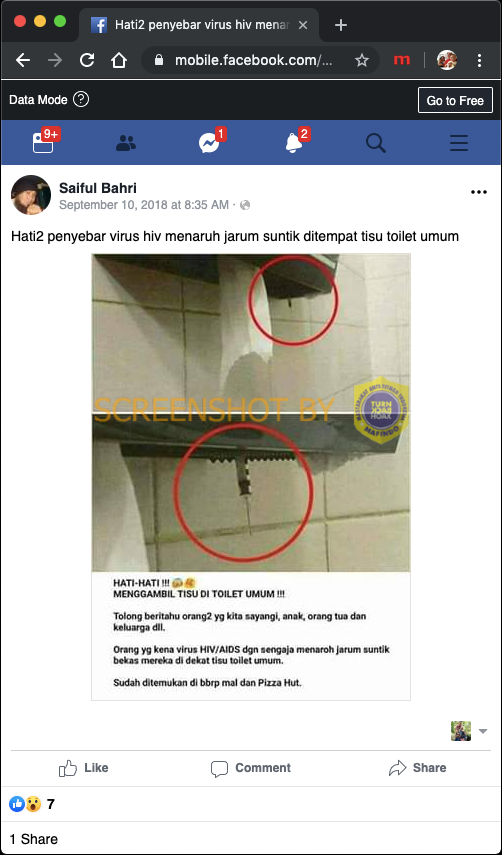 Hati2 penyebar virus hiv menar
mobile.facebook.com/...
m
Data Mode ?
Go to Free
9+
1
2
Saiful Bahri
September 10, 2018 at 8:35 AM ·
Hati2 penyebar virus hiv menaruh jarum suntik ditempat tisu toilet umum
SCREENSHOT BY
TURN
BACK
HOAX
MAFINDO
HATI-HATI !!! 😱
MENGGAMBIL TISU DI TOILET UMUM !!!
Tolong beritahu orang2 yg kita sayangi, anak, orang tua dan
keluarga dll.
Orang yg kena virus HIV/AIDS dgn sengaja menaroh jarum suntik
bekas mereka di dekat tisu toilet umum.
Sudah ditemukan di bbrp mal dan Pizza Hut.
Like
Comment
Share
7
1 Share